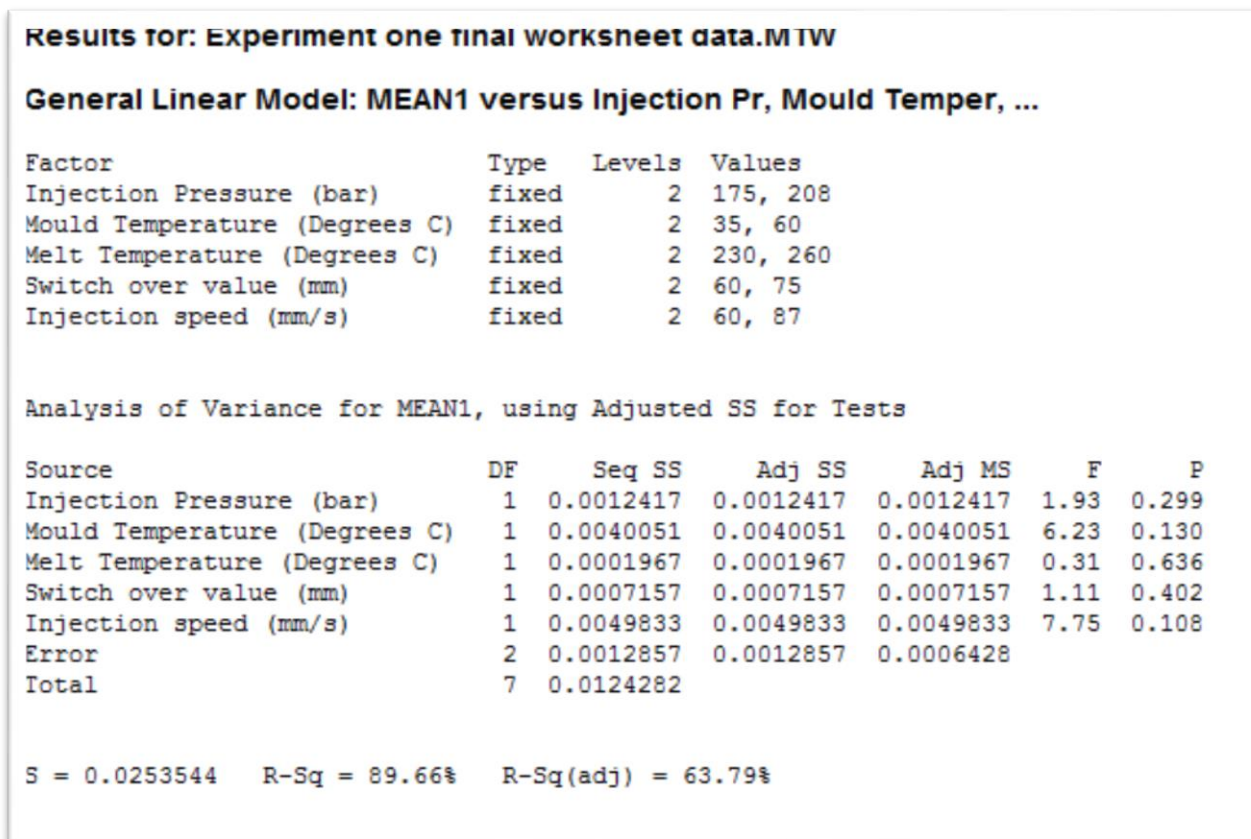 Results for: Experiment one final worksheet data.MTW
General Linear Model: MEAN1 versus Injection Pr, Mould Temper, ...
Factor Type Levels Values
Injection Pressure (bar) fixed 2 175, 208
Mould Temperature (Degrees C) fixed 2 35, 60
Melt Temperature (Degrees C) fixed 2 230, 260
Switch over value (mm) fixed 2 60, 75
Injection speed (mm/s) fixed 2 60, 87
Analysis of Variance for MEAN1, using Adjusted SS for Tests
Source DF Seq SS Adj SS Adj MS F P
Injection Pressure (bar) 1 0.0012417 0.0012417 0.0012417 1.93 0.299
Mould Temperature (Degrees C) 1 0.0040051 0.0040051 0.0040051 6.23 0.130
Melt Temperature (Degrees C) 1 0.0001967 0.0001967 0.0001967 0.31 0.636
Switch over value (mm) 1 0.0007157 0.0007157 0.0007157 1.11 0.402
Injection speed (mm/s) 1 0.0049833 0.0049833 0.0049833 7.75 0.108
Error 2 0.0012857 0.0012857 0.0006428
Total 7 0.0124282
S = 0.0253544 R-Sq = 89.66% R-Sq(adj) = 63.79%